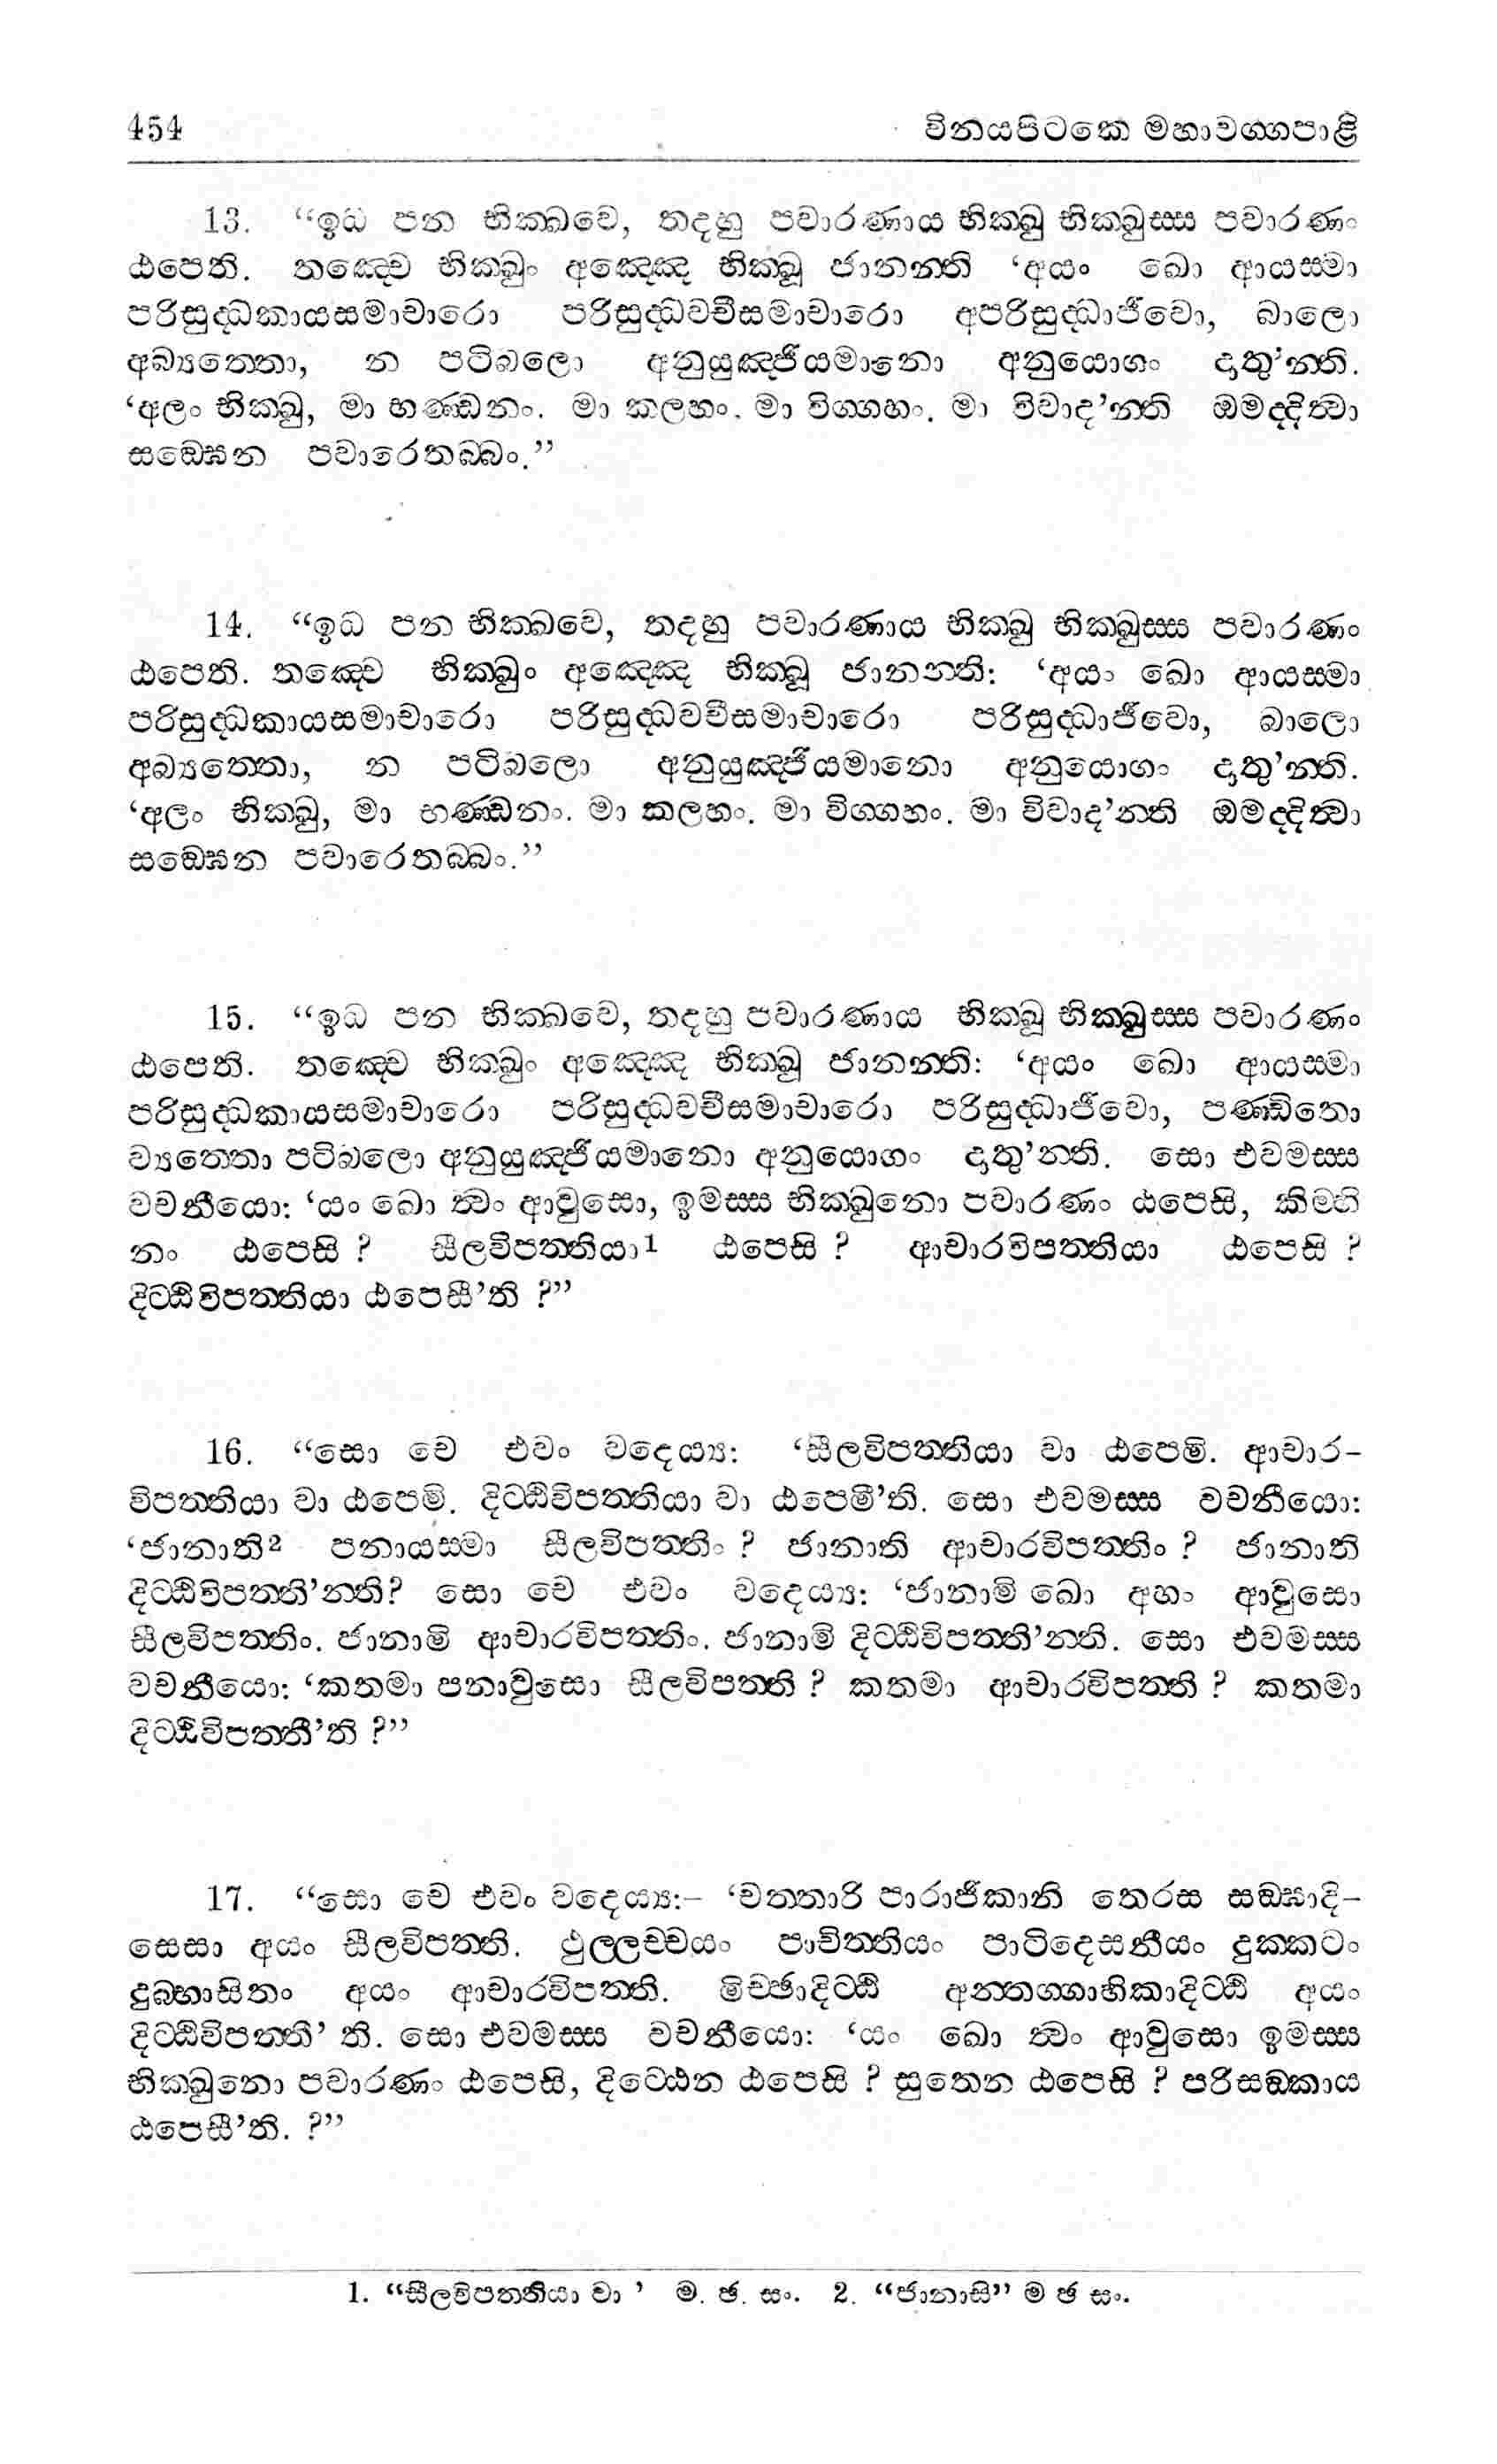 454 විනයපිටකෙ මහාවග්ගපාළි
13. “ඉධ පන භික්ඛවෙ, තදහු පවාරණාය භික්ඛු භික්ඛුස්ස පවාරණං
ඨපෙති. තඤ්චෙ භික්ඛුං අඤ්ඤෙ භික්ඛූ ජානන්ති ‘අයං ඛො ආයස්මා
පරිසුද්ධකායසමාචාරො පරිසුද්ධවචීසමාචාරො අපරිසුද්ධාජීවො, බාලො
අබ්‍යත්තො, න පටිබලො අනුයුඤ්ජීයමානො අනුයොගං දාතු’න්ති.
‘අලං භික්ඛු, මා භණ්ඩනං. මා කලහං. මා විග්ගහං. මා විවාද’න්ති ඔමද්දිත්වා
සඞ්ඝෙන පවාරෙතබ්බං.”
14. “ඉධ පන භික්ඛවෙ, තදහු පවාරණාය භික්ඛු භික්ඛුස්ස පවාරණං
ඨපෙති. තඤ්චෙ භික්ඛුං අඤ්ඤෙ භික්ඛූ ජානන්ති: ‘අයං ඛො ආයස්මා
පරිසුද්ධකායසමාචාරො පරිසුද්ධවචීසමාචාරො පරිසුද්ධාජීවො, බාලො
අබ්‍යත්තො, න පටිබලො අනුයුඤ්ජීයමානො අනුයොගං දාතු’න්ති.
‘අලං භික්ඛු, මා භණ්ඩනං. මා කලහං. මා විග්ගහං. මා විවාද’න්ති ඔමද්දිත්වා
සඞ්ඝෙන පවාරෙතබ්බං.”
15. “ඉධ පන භික්ඛවෙ, තදහු පවාරණාය භික්ඛූ භික්ඛුස්ස පවාරණං
ඨපෙති. තඤ්චෙ භික්ඛුං අඤ්ඤෙ භික්ඛූ ජානන්ති: ‘අයං ඛො ආයස්මා
පරිසුද්ධකායසමාචාරො පරිසුද්ධවචීසමාචාරො පරිසුද්ධාජීවො, පණ්ඩිතො
ව්‍යත්තො පටිබලො අනුයුඤ්ජීයමානො අනුයොගං දාතු’න්ති. සො එවමස්ස
වචනීයො: ‘යං ඛො ත්වං ආවුසො, ඉමස්ස භික්ඛුනො පවාරණං ඨපෙසි, කිම්හි
නං ඨපෙසි ? සීලවිපත්තියා1 ඨපෙසි ? ආචාරවිපත්තියා ඨපෙසි ?
දිට්ඨිවිපත්තියා ඨපෙසී’ති ?”
16. “සො චෙ එවං වදෙය්‍ය: ‘සීලවිපත්තියා වා ඨපෙමි. ආචාර-
විපත්තියා වා ඨපෙමි. දිට්ඨිවිපත්තියා වා ඨපෙමී’ති. සො එවමස්ස වචනීයො:
‘ජානාති2 පනායස්මා සීලවිපත්තිං ? ජානාති ආචාරවිපත්තිං ? ජානාති
දිට්ඨිවිපත්ති’න්ති? සො චෙ එවං වදෙය්‍ය: ‘ජානාමි ඛො අහං ආවුසො
සීලවිපත්තිං. ජානාමි ආචාරවිපත්තිං. ජානාමි දිට්ඨිවිපත්ති’න්ති. සො එවමස්ස
වචනීයො: ‘කතමා පනාවුසො සීලවිපත්ති ? කතමා ආචාරවිපත්ති ? කතමා
දිට්ඨිවිපත්තී’ති ?”
17. “සො චෙ එවං වදෙය්‍ය:- ‘චත්තාරි පාරාජිකානි තෙරස සඞ්ඝාදි-
සෙසා අයං සීලවිපත්ති. ථුල්ලච්චයං පාචිත්තියං පාටිදෙසනීයං දුක්කටං
දුබ්භාසිතං අයං ආචාරවිපත්ති. මිච්ඡාදිට්ඨි අන්තග්ගාහිකාදිට්ඨි අයං
දිට්ඨිවිපත්තී’ ති. සො එවමස්ස වචනීයො: ‘යං ඛො ත්වං ආවුසො ඉමස්ස
භික්ඛුනො පවාරණං ඨපෙසි, දිට්ඨෙන ඨපෙසි ? සුතෙන ඨපෙසි ? පරිසඞ්කාය
ඨපෙසී’ති. ?”
1. “සීලවිපත්තියා වා ’ ම. ඡ. සං. 2. “ජානාසි” ම ඡ සං.